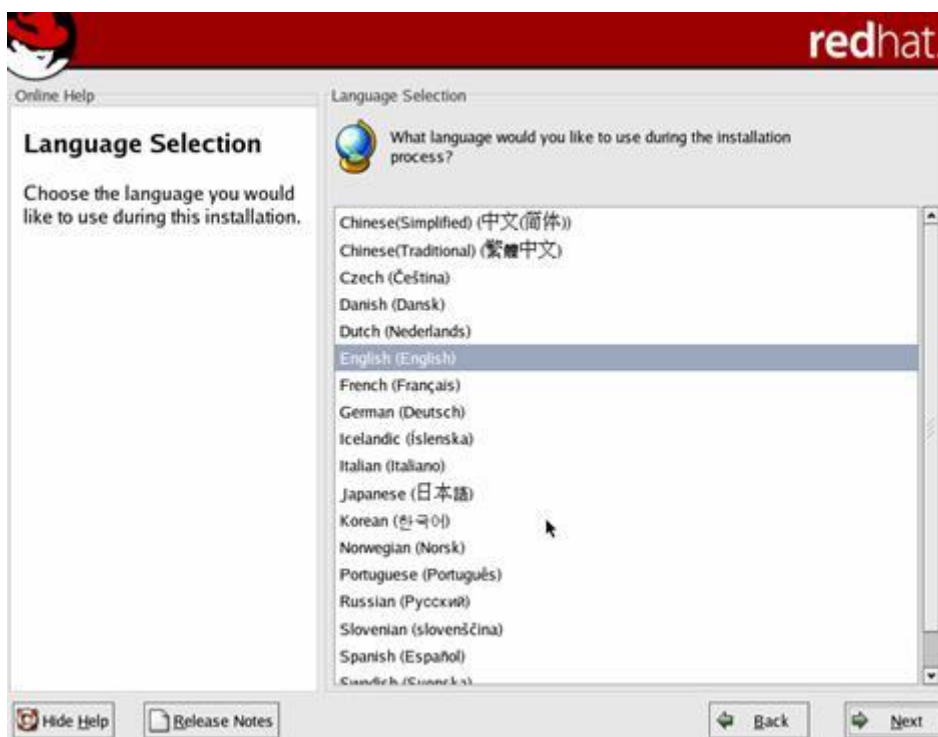 redhat.
Online Help
Language Selection
Choose the language you would
like to use during this installation.
Language Selection
What language would you like to use during the installation
process?
Chinese(Simplified) (中文(简体))
Chinese(Traditional) (繁體中文)
Czech (Čeština)
Danish (Dansk)
Dutch (Nederlands)
English (English)
French (Français)
German (Deutsch)
Icelandic (Íslenska)
Italian (Italiano)
Japanese (日本語)
Korean (한국어)
Norwegian (Norsk)
Portuguese (Português)
Russian (Русский)
Slovenian (slovenščina)
Spanish (Español)
Swedish (Svenska)
Hide Help
Release Notes
Back
Next